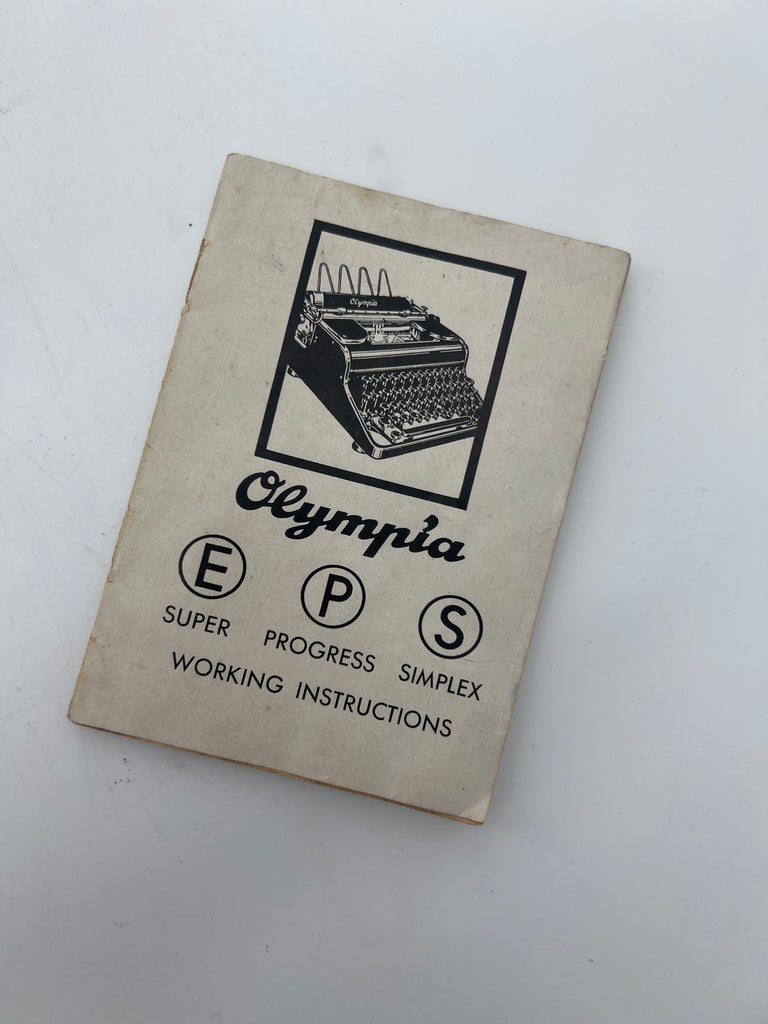 Olympia
Olympia
E P S
SUPER PROGRESS SIMPLEX
WORKING INSTRUCTIONS